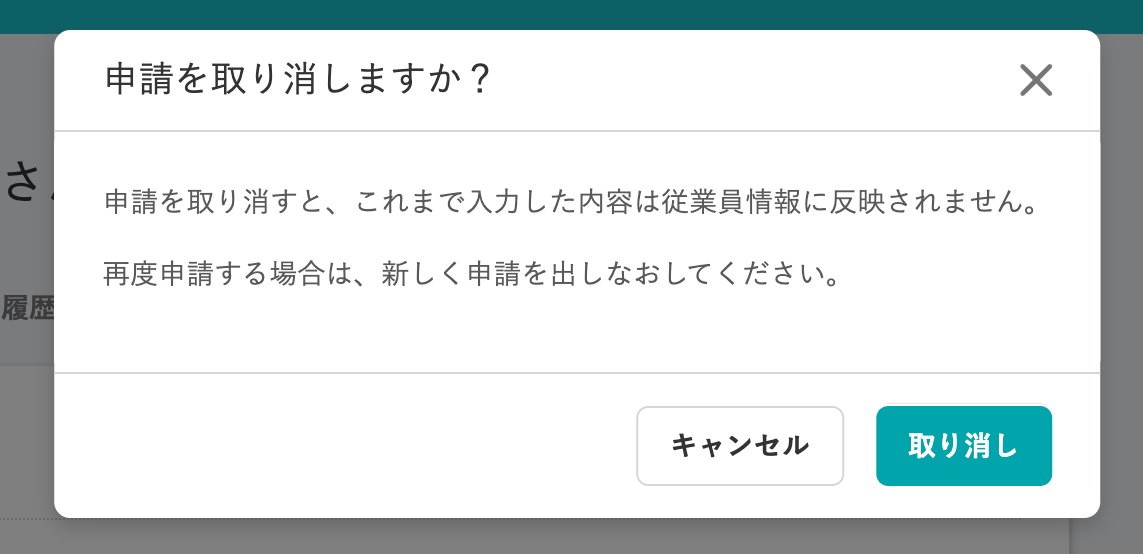 申請を取り消しますか？
さ
申請を取り消すと、これまで入力した内容は従業員情報に反映されません。
再度申請する場合は、新しく申請を出しなおしてください。
履歴
キャンセル
取り消し